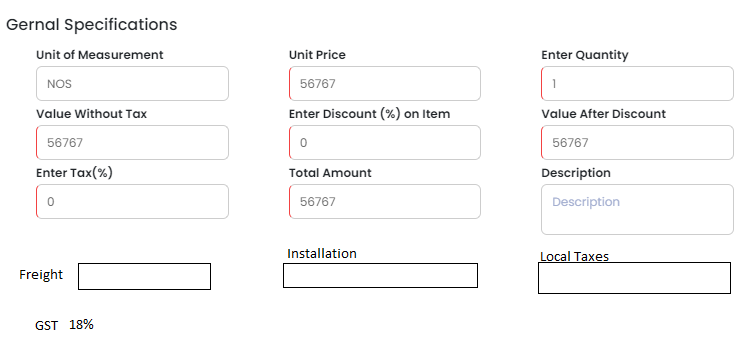 Gernal Specifications
Unit of Measurement Unit Price Enter Quantity
NOS 56767 1
Value Without Tax Enter Discount (%) on Item Value After Discount
56767 0 56767
Enter Tax(%) Total Amount Description
0 56767 Description
Installation Local Taxes
Freight
GST 18%